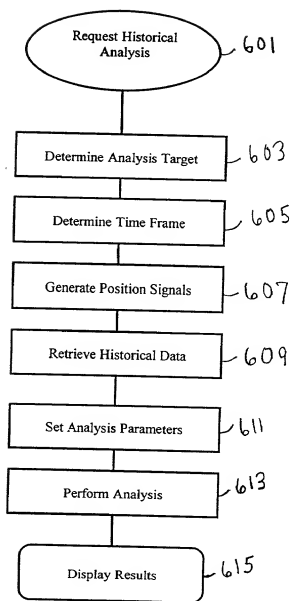 Request Historical
Analysis
601
Determine Analysis Target
603
Determine Time Frame
605
Generate Position Signals
607
Retrieve Historical Data
609
Set Analysis Parameters
611
Perform Analysis
613
Display Results
615